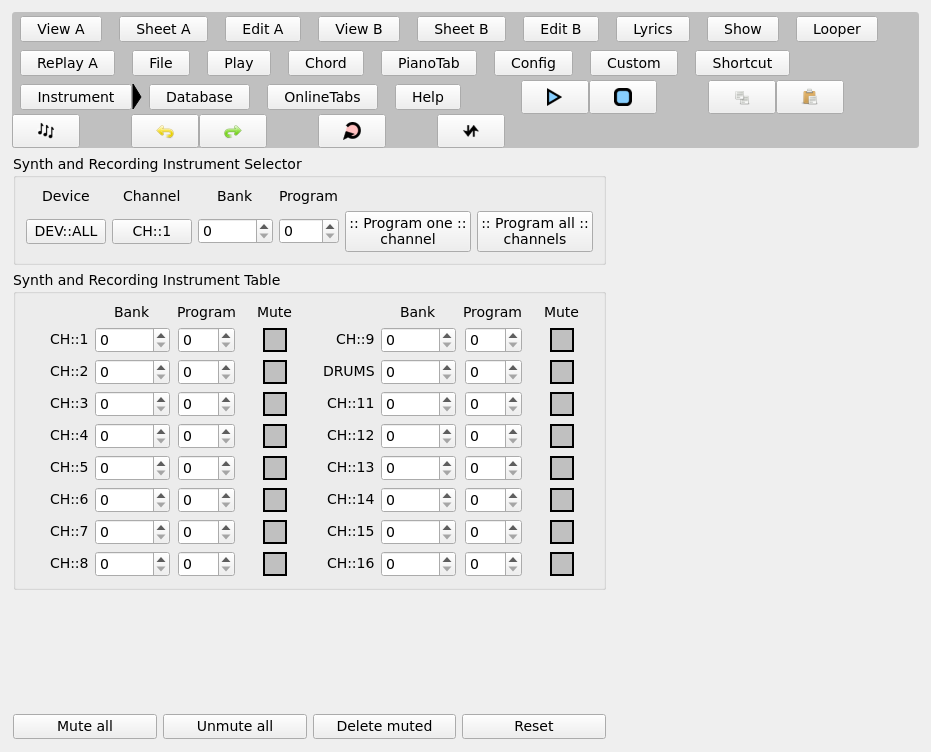 View A Sheet A Edit A View B Sheet B Edit B Lyrics Show Looper
RePlay A File Play Chord PianoTab Config Custom Shortcut
Instrument Database OnlineTabs Help
Synth and Recording Instrument Selector
Device Channel Bank Program
DEV::ALL CH::1 0 0 :: Program one :: channel :: Program all :: channels
Synth and Recording Instrument Table
Bank Program Mute Bank Program Mute
CH::1 0 0 CH::9 0 0
CH::2 0 0 DRUMS 0 0
CH::3 0 0 CH::11 0 0
CH::4 0 0 CH::12 0 0
CH::5 0 0 CH::13 0 0
CH::6 0 0 CH::14 0 0
CH::7 0 0 CH::15 0 0
CH::8 0 0 CH::16 0 0
Mute all Unmute all Delete muted Reset